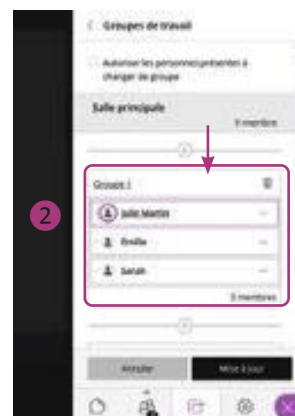 Groupes de travail
Autoriser les personnes présentes à
changer de groupe
Salle principale
0 membre
Groupe 1
2
Julie Martin
Emilie
Sarah
3 membres
Annuler
Mise à jour